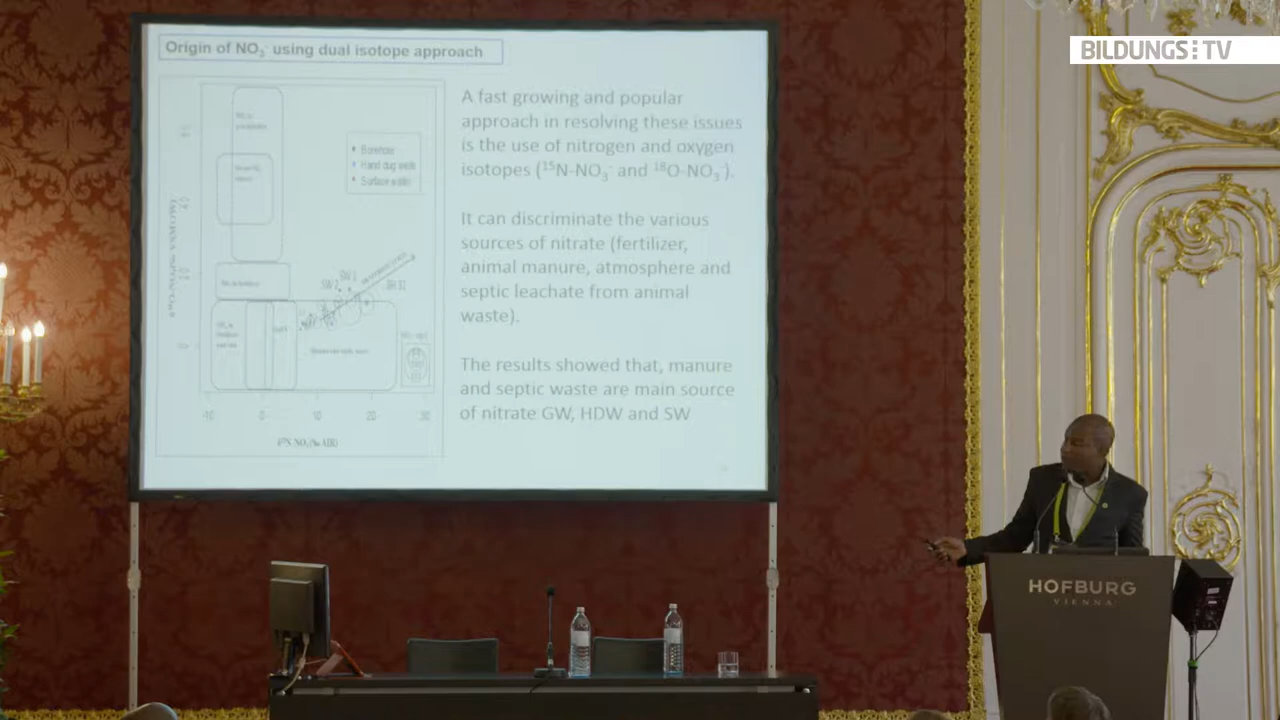 BILDUNGS:TV
Origin of NO₃⁻ using dual isotope approach
A fast growing and popular
approach in resolving these issues
is the use of nitrogen and oxygen
isotopes (¹⁵N-NO₃⁻ and ¹⁸O-NO₃⁻).
It can discriminate the various
sources of nitrate (fertilizer,
animal manure, atmosphere and
septic leachate from animal
waste).
The results showed that, manure
and septic waste are main source
of nitrate GW, HDW and SW
Borehole
Hand dug wells
Surface water
-10 0 10 20 30
HOFBURG
VIENNA